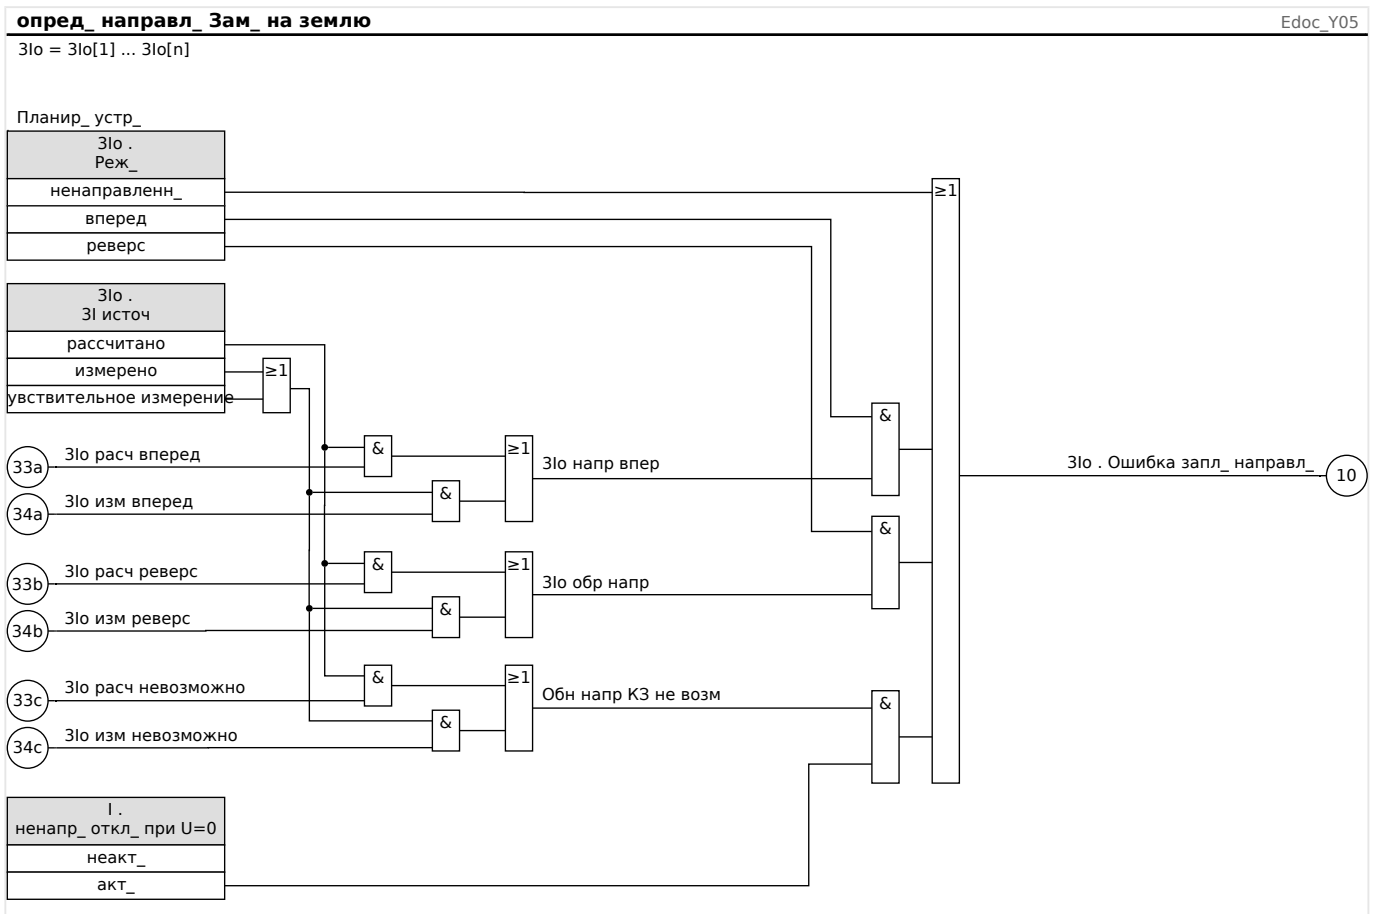 опред_ направл_ Зам_ на землю
Edoc_Y05
3Io = 3Io[1] ... 3Io[n]
Планир_ устр_
3Io .
Реж_
ненаправленн_
вперед
реверс
≥1
3Io .
3I источ
рассчитано
измерено
увствительное измерение
≥1
&
33a
3Io расч вперед
&
≥1
3Io напр впер
34a
3Io изм вперед
&
3Io . Ошибка запл_ направл_
10
&
33b
3Io расч реверс
&
≥1
3Io обр напр
34b
3Io изм реверс
&
33c
3Io расч невозможно
&
≥1
Обн напр КЗ не возм
&
34c
3Io изм невозможно
&
I .
ненапр_ откл_ при U=0
неакт_
акт_